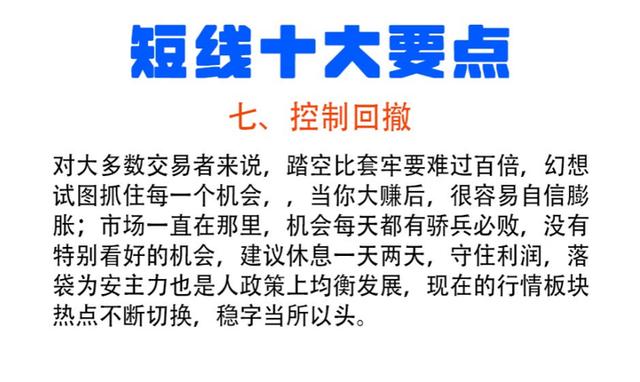 短线十大要点
七、控制回撤
对大多数交易者来说，踏空比套牢要难过百倍，幻想
试图抓住每一个机会，，当你大赚后，很容易自信膨
胀；市场一直在那里，机会每天都有骄兵必败，没有
特别看好的机会，建议休息一天两天，守住利润，落
袋为安主力也是人政策上均衡发展，现在的行情板块
热点不断切换，稳字当所以头。